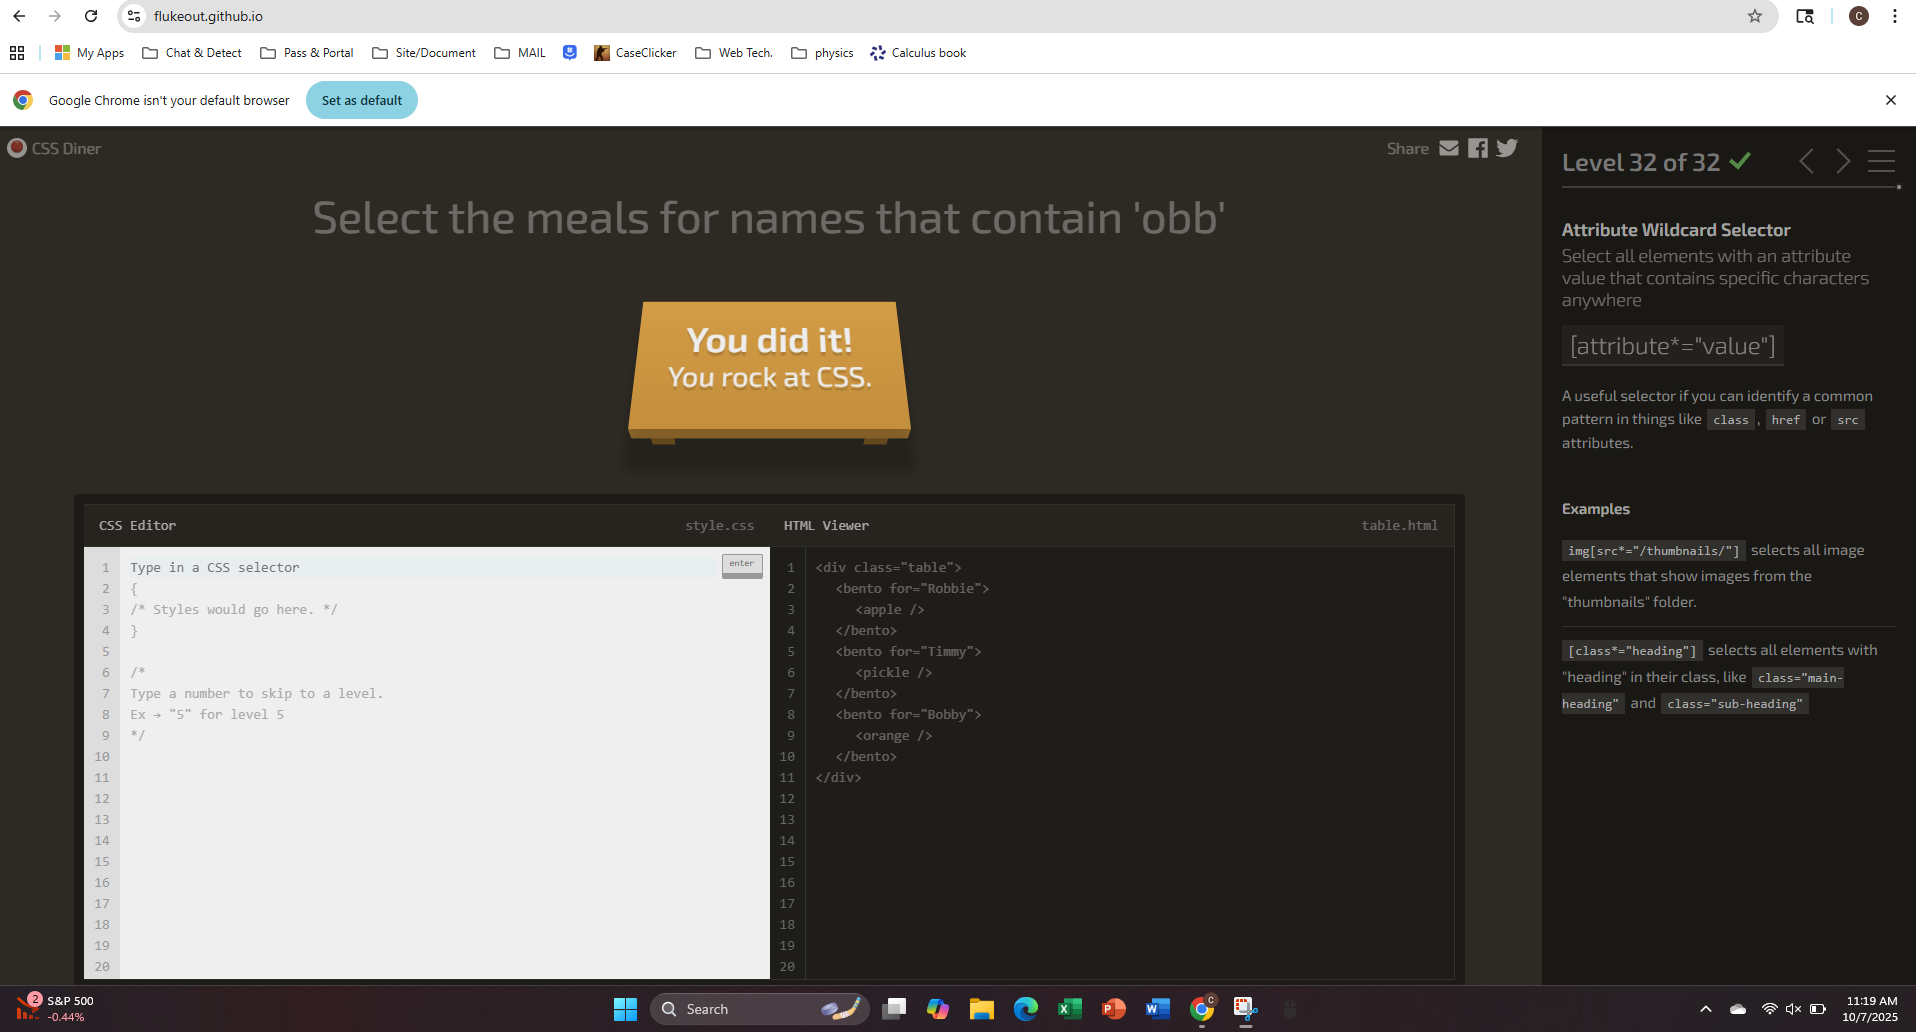 flukeout.github.io
C
My Apps
Chat & Detect
Pass & Portal
Site/Document
MAIL
CaseClicker
Web Tech.
physics
Calculus book
Google Chrome isn't your default browser
Set as default
CSS Diner
Share
Select the meals for names that contain 'obb'
You did it!
You rock at CSS.
CSS Editor
style.css
enter
1 Type in a CSS selector
2 {
3 /* Styles would go here. */
4 }
5
6 /*
7 Type a number to skip to a level.
8 Ex → "5" for level 5
9 */
10
11
12
13
14
15
16
17
18
19
20
HTML Viewer
table.html
1 <div class="table">
2 <bento for="Robbie">
3 <apple />
4 </bento>
5 <bento for="Timmy">
6 <pickle />
7 </bento>
8 <bento for="Bobby">
9 <orange />
10 </bento>
11 </div>
12
13
14
15
16
17
18
19
20
Level 32 of 32
Attribute Wildcard Selector
Select all elements with an attribute
value that contains specific characters
anywhere
[attribute*="value"]
A useful selector if you can identify a common
pattern in things like class , href or src
attributes.
Examples
img[src*="/thumbnails/"] selects all image
elements that show images from the
"thumbnails" folder.
[class*="heading"] selects all elements with
"heading" in their class, like class="main-
heading" and class="sub-heading"
2
S&P 500
-0.44%
Search
X
P
W
C
11:19 AM
10/7/2025